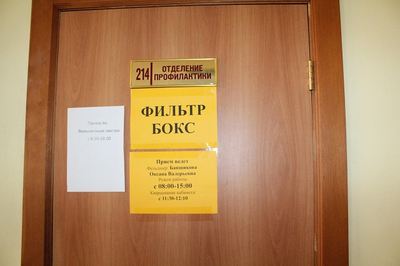 214 ОТДЕЛЕНИЕ
ПРОФИЛАКТИКИ
ФИЛЬТР
БОКС
Прием ведет
Фельдшер: Банникова
Оксана Валерьевна
Режим работы:
с 08:00-15:00
Кварцевание кабинета:
с 11:30-12:10